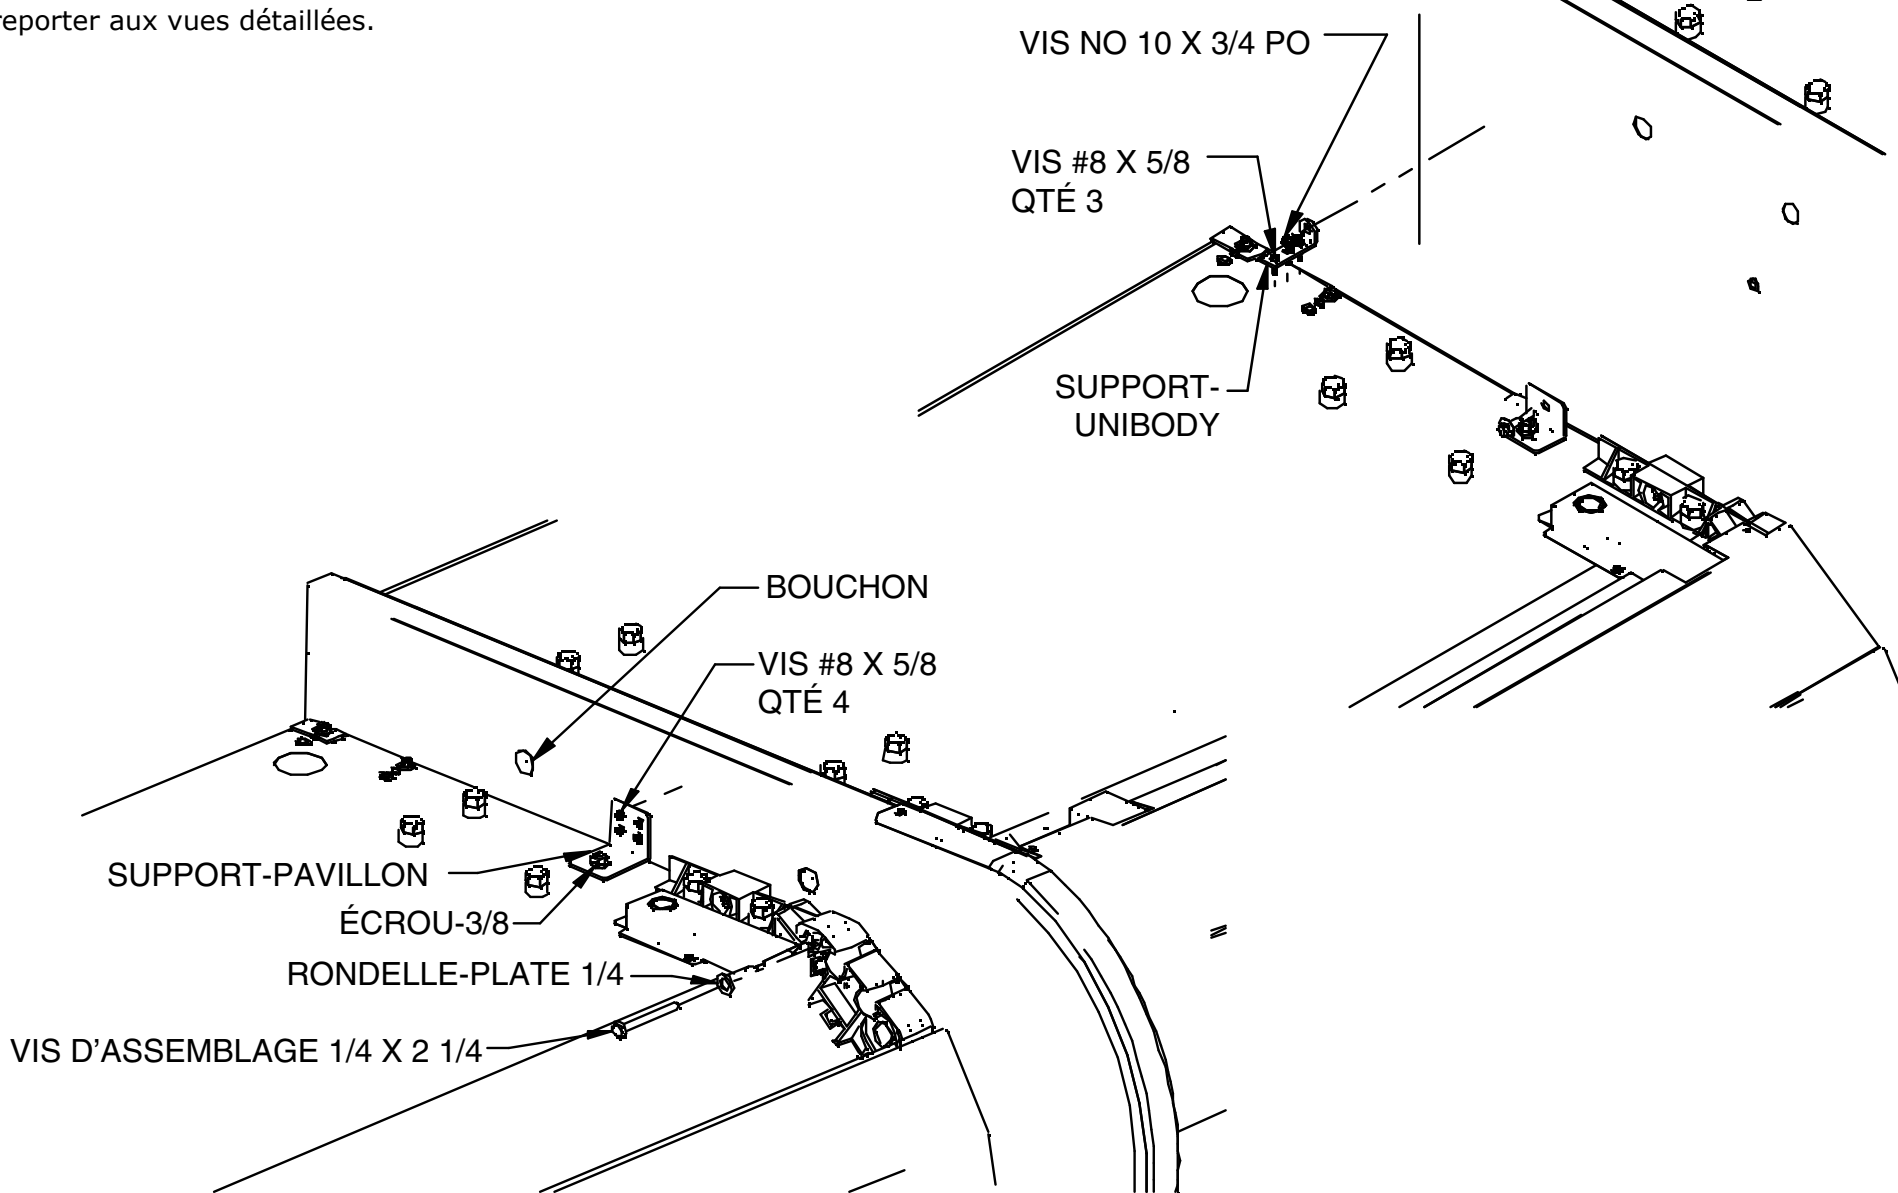 reporter aux vues détaillées.
VIS NO 10 X 3/4 PO
VIS #8 X 5/8
QTÉ 3
SUPPORT-
UNIBODY
BOUCHON
VIS #8 X 5/8
QTÉ 4
SUPPORT-PAVILLON
ÉCROU-3/8
RONDELLE-PLATE 1/4
VIS D’ASSEMBLAGE 1/4 X 2 1/4